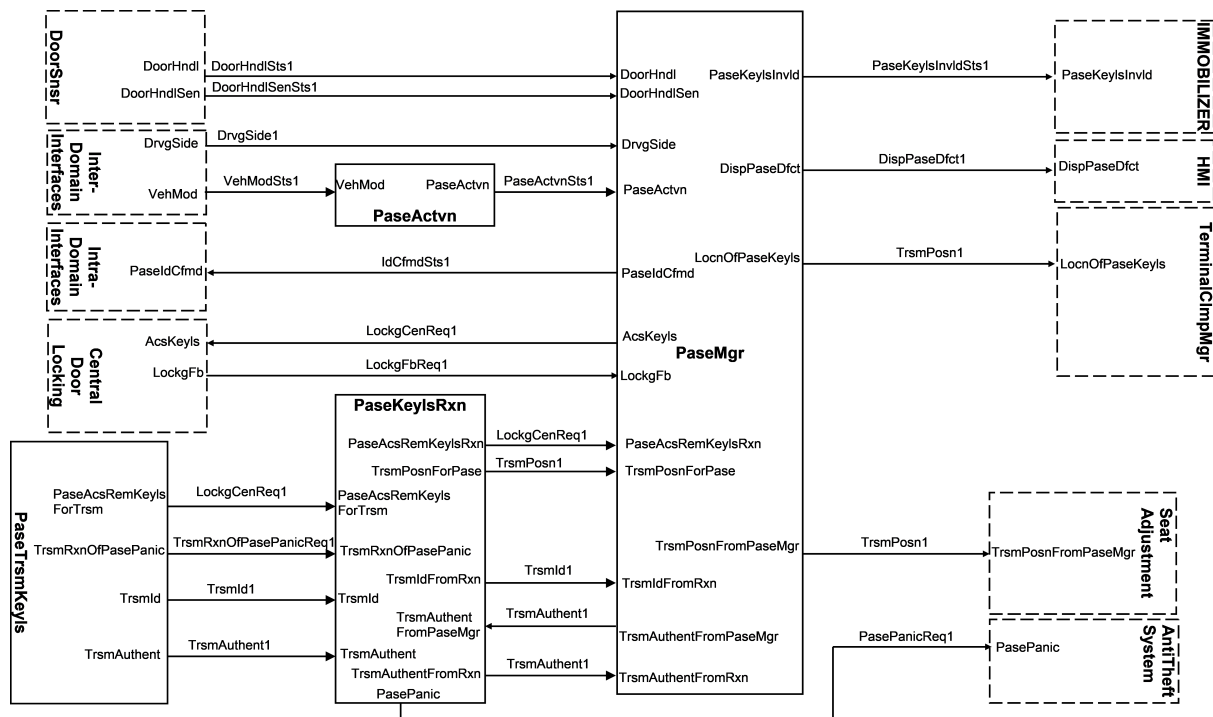 DoorSnsr
DoorHndl
DoorHndlSen
DoorHndlSts1
DoorHndlSenSts1
DoorHndl
DoorHndlSen
PaseKeylsInvld
PaseKeylsInvldSts1
PaseKeylsInvld
IMMOBILIZER
Inter-
Domain
Interfaces
DrvgSide
VehMod
DrvgSide1
VehModSts1
VehMod
PaseActvn
PaseActvn
PaseActvnSts1
DrvgSide
PaseActvn
DispPaseDfct
DispPaseDfct1
DispPaseDfct
HMI
Intra-
Domain
Interfaces
PaseIdCfmd
IdCfmdSts1
PaseIdCfmd
LocnOfPaseKeyls
TrsmPosn1
LocnOfPaseKeyls
TerminalClmpMgr
Central
Door
Locking
AcsKeyls
LockgFb
LockgCenReq1
LockgFbReq1
AcsKeyls
LockgFb
PaseMgr
PaseKeylsRxn
PaseAcsRemKeylsRxn
TrsmPosnForPase
LockgCenReq1
TrsmPosn1
PaseAcsRemKeylsRxn
TrsmPosnForPase
PaseTrsmKeyls
PaseAcsRemKeyls
ForTrsm
LockgCenReq1
PaseAcsRemKeyls
ForTrsm
TrsmRxnOfPasePanic
TrsmRxnOfPasePanicReq1
TrsmRxnOfPasePanic
TrsmId
TrsmId1
TrsmId
TrsmIdFromRxn
TrsmId1
TrsmIdFromRxn
TrsmAuthent
FromPaseMgr
TrsmAuthent1
TrsmAuthentFromPaseMgr
TrsmAuthent
TrsmAuthent1
TrsmAuthent
TrsmAuthentFromRxn
TrsmAuthent1
TrsmAuthentFromRxn
PasePanic
TrsmPosnFromPaseMgr
TrsmPosn1
TrsmPosnFromPaseMgr
Seat
Adjustment
PasePanicReq1
PasePanic
AntiTheft
System